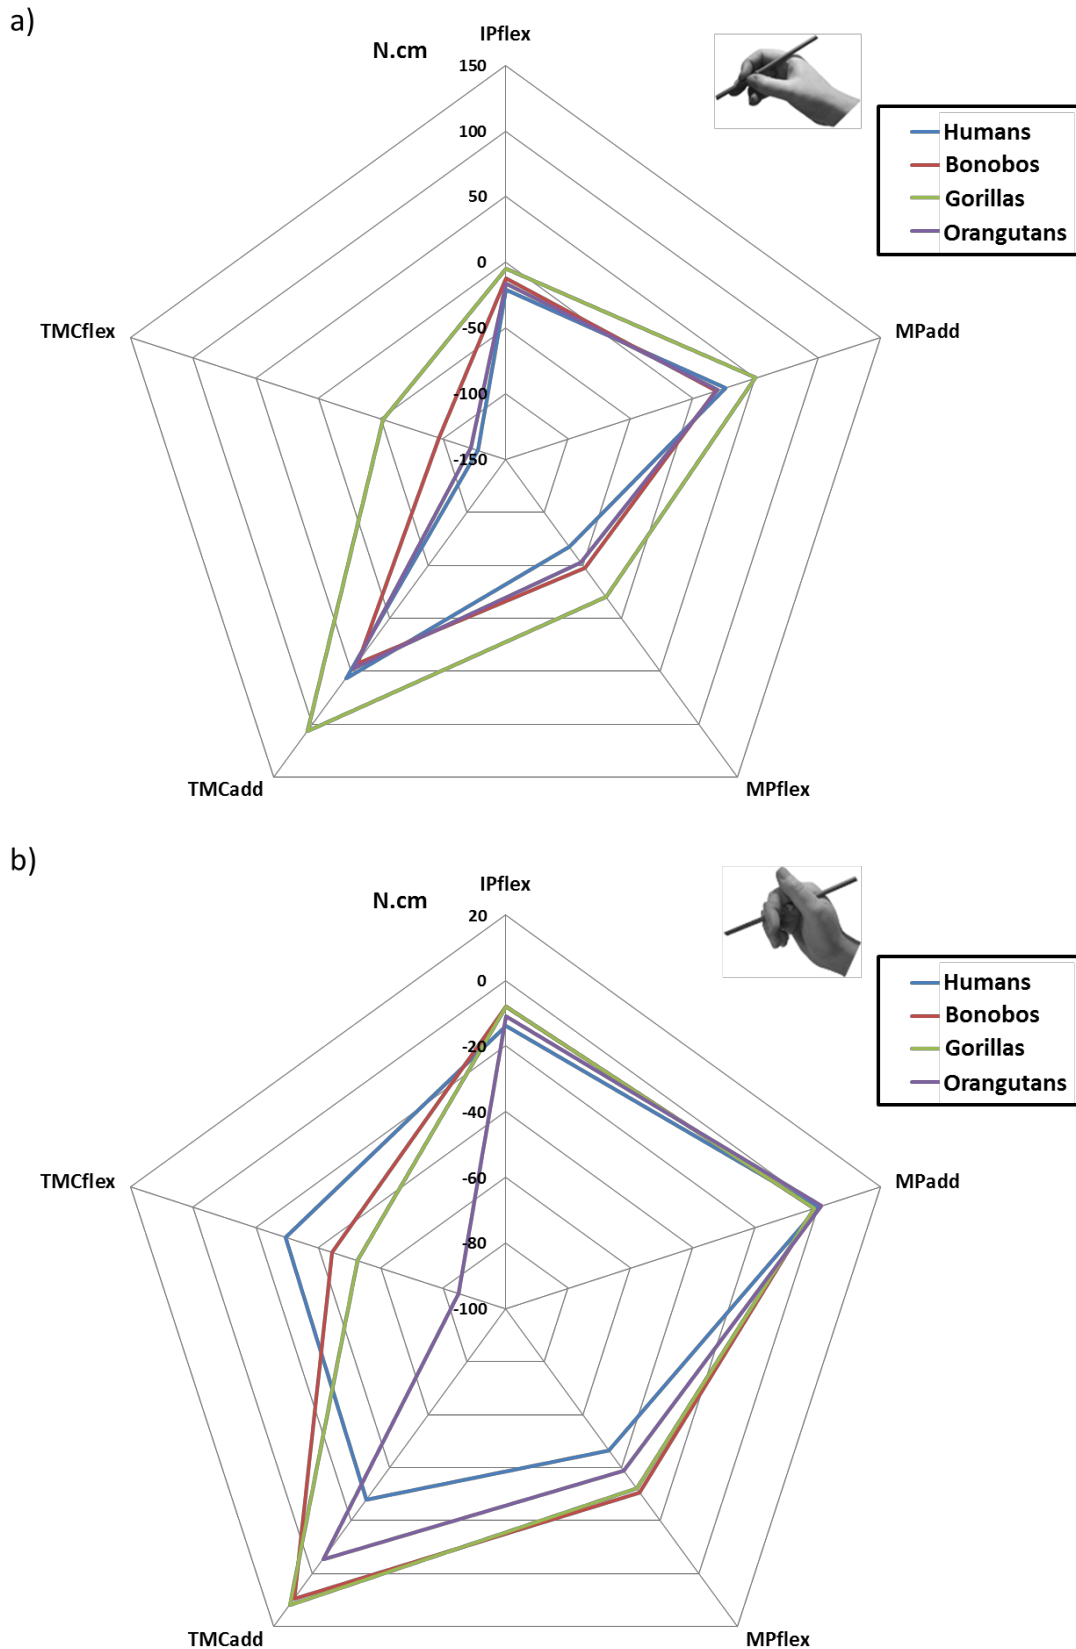 a)
IPflex
N.cm
150
100
50
0
-50
-100
-150
MPadd
MPflex
TMCadd
TMCflex
Humans
Bonobos
Gorillas
Orangutans
b)
IPflex
N.cm
20
0
-20
-40
-60
-80
-100
MPadd
MPflex
TMCadd
TMCflex
Humans
Bonobos
Gorillas
Orangutans